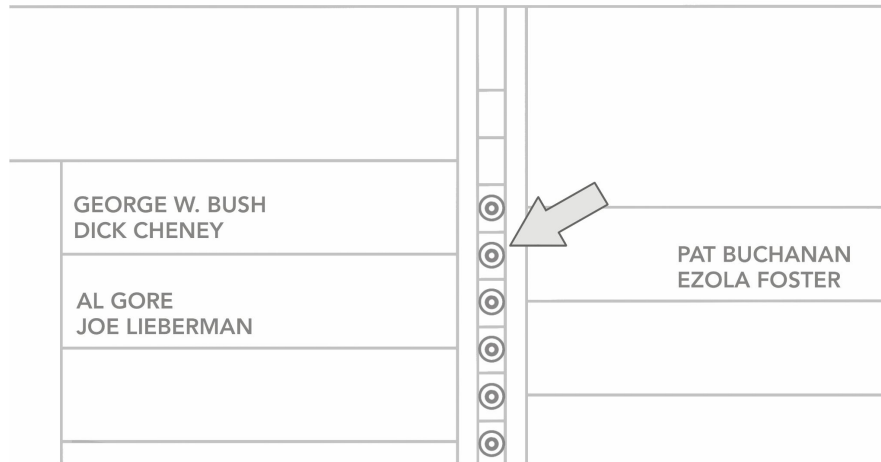 GEORGE W. BUSH
DICK CHENEY
AL GORE
JOE LIEBERMAN
PAT BUCHANAN
EZOLA FOSTER